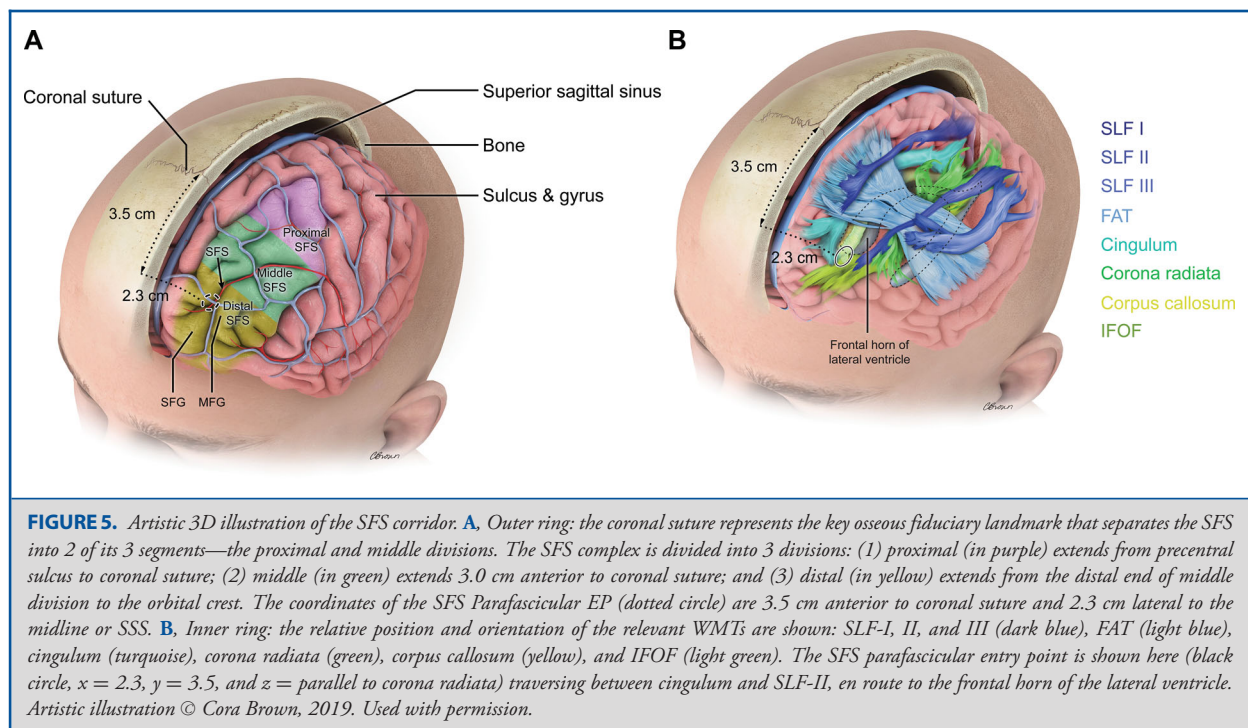 A
Coronal suture
Superior sagittal sinus
Bone
Sulcus & gyrus
3.5 cm
2.3 cm
SFS
Proximal
SFS
Middle
SFS
Distal
SFS
SFG
MFG
CBrown
B
3.5 cm
2.3 cm
Frontal horn of
lateral ventricle
CBrown
SLF I
SLF II
SLF III
FAT
Cingulum
Corona radiata
Corpus callosum
IFOF
FIGURE 5. Artistic 3D illustration of the SFS corridor. A, Outer ring: the coronal suture represents the key osseous fiduciary landmark that separates the SFS
into 2 of its 3 segments—the proximal and middle divisions. The SFS complex is divided into 3 divisions: (1) proximal (in purple) extends from precentral
sulcus to coronal suture; (2) middle (in green) extends 3.0 cm anterior to coronal suture; and (3) distal (in yellow) extends from the distal end of middle
division to the orbital crest. The coordinates of the SFS Parafascicular EP (dotted circle) are 3.5 cm anterior to coronal suture and 2.3 cm lateral to the
midline or SSS. B, Inner ring: the relative position and orientation of the relevant WMTs are shown: SLF-I, II, and III (dark blue), FAT (light blue),
cingulum (turquoise), corona radiata (green), corpus callosum (yellow), and IFOF (light green). The SFS parafascicular entry point is shown here (black
circle, x = 2.3, y = 3.5, and z = parallel to corona radiata) traversing between cingulum and SLF-II, en route to the frontal horn of the lateral ventricle.
Artistic illustration © Cora Brown, 2019. Used with permission.